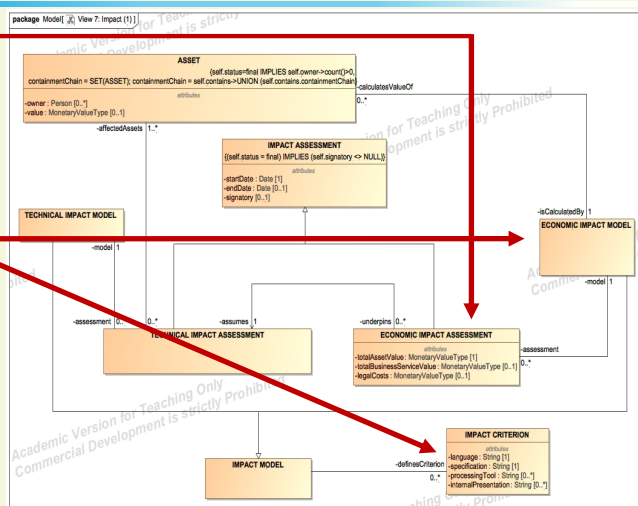 package Model[ View 7: Impact (1) ]
ASSET
{self.status=final IMPLIES self.owner->count()>0,
containmentChain = SET(ASSET); containmentChain = self.contains->UNION (self.contains.containmentChain)}
attributes
-owner : Person [0..*]
-value : MonetaryValueType [0..1]
-calculatesValueOf
0..*
-affectedAssets 1..*
IMPACT ASSESSMENT
{(self.status = final) IMPLIES (self.signatory <> NULL)}
attributes
-startDate : Date [1]
-endDate : Date [0..1]
-signatory [0..1]
TECHNICAL IMPACT MODEL
-model 1
-isCalculatedBy 1
ECONOMIC IMPACT MODEL
-model 1
-assessment 0..*
-assumes 1
-underpins 0..*
TECHNICAL IMPACT ASSESSMENT
ECONOMIC IMPACT ASSESSMENT
attributes
-totalAssetValue : MonetaryValueType [1]
-totalBusinessServiceValue : MonetaryValueType [0..1]
-legalCosts : MonetaryValueType [0..1]
-assessment
0..*
Academic Version for Teaching Only
Commercial Development is strictly Prohibited
IMPACT MODEL
-definesCriterion
0..*
IMPACT CRITERION
attributes
-language : String [1]
-specification : String [1]
-processingTool : String [0..*]
-internalPresentation : String [0..*]